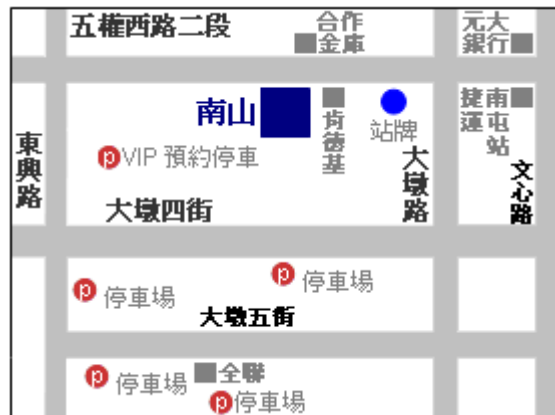 五權西路二段
合作
金庫
元大
銀行
南山
肯德基
站牌
捷運
南屯站
東興路
p VIP 預約停車
大墩路
文心路
大墩四街
p 停車場
p 停車場
大墩五街
p 停車場
全聯
p 停車場